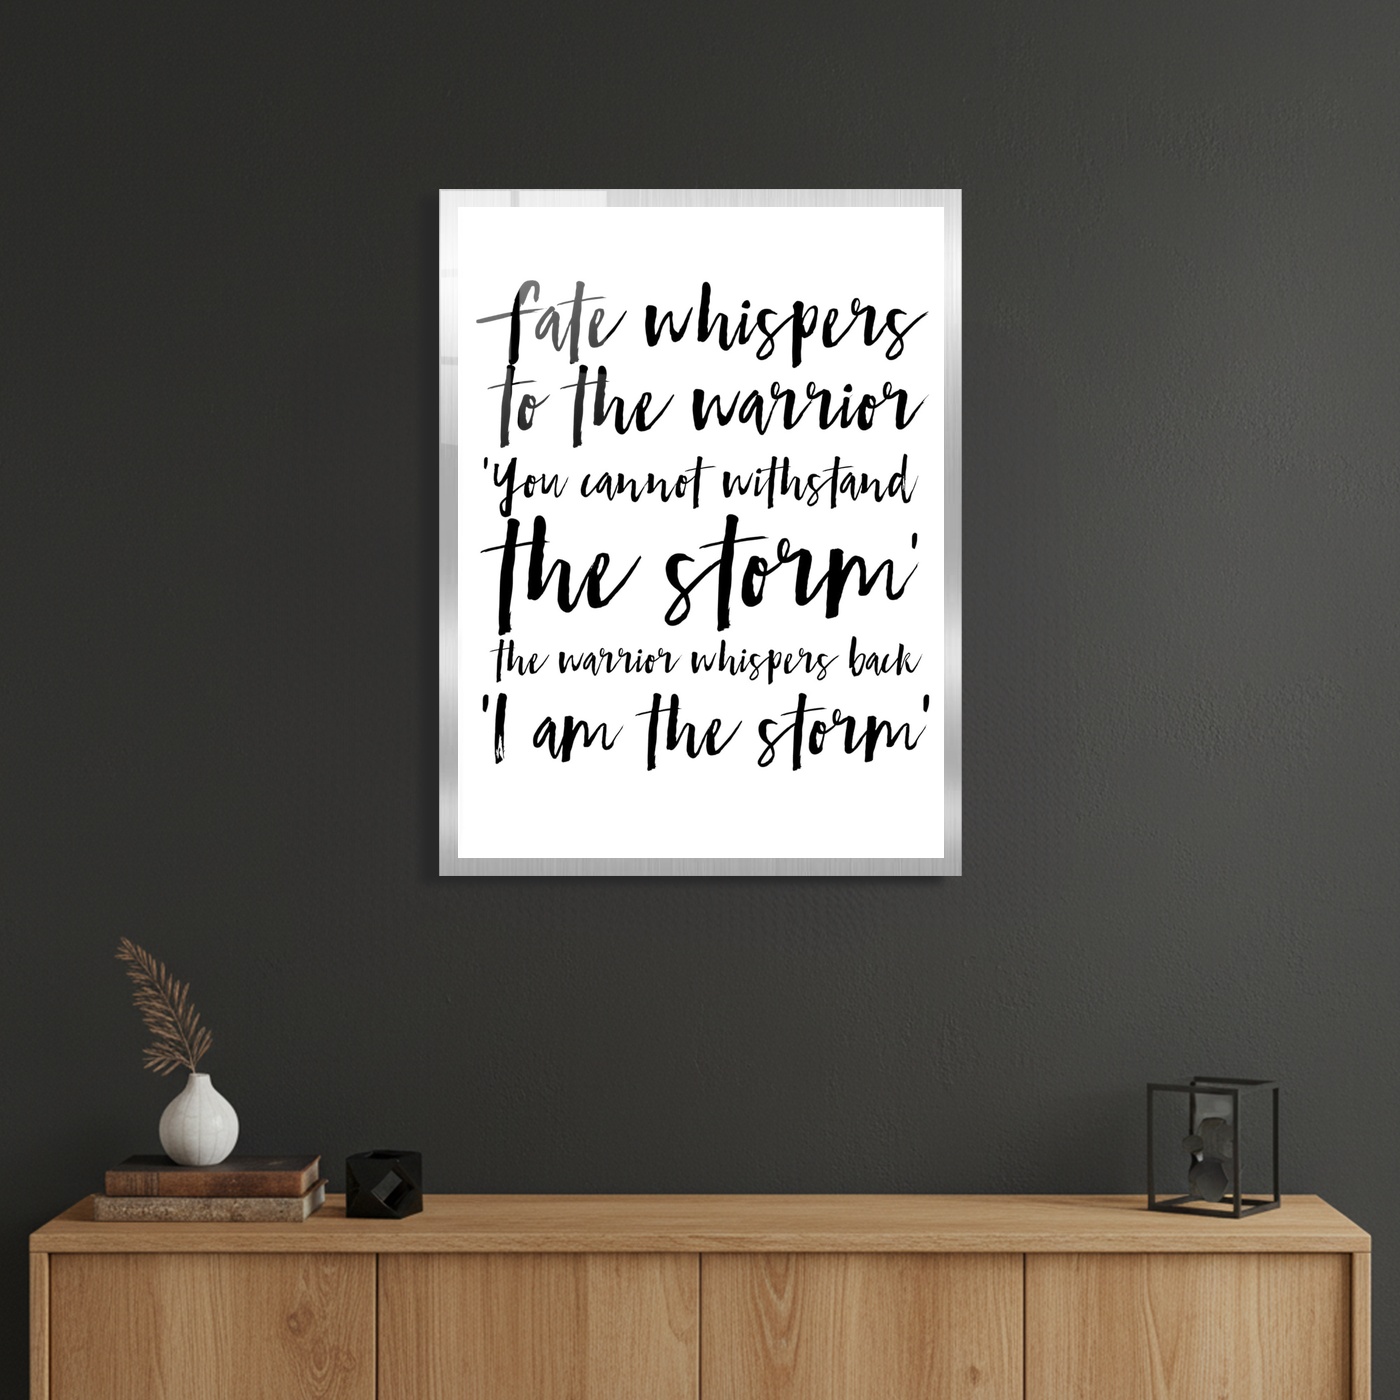 fate whispers
to the warrior
'You cannot withstand
the storm'
the warrior whispers back
'I am the storm'